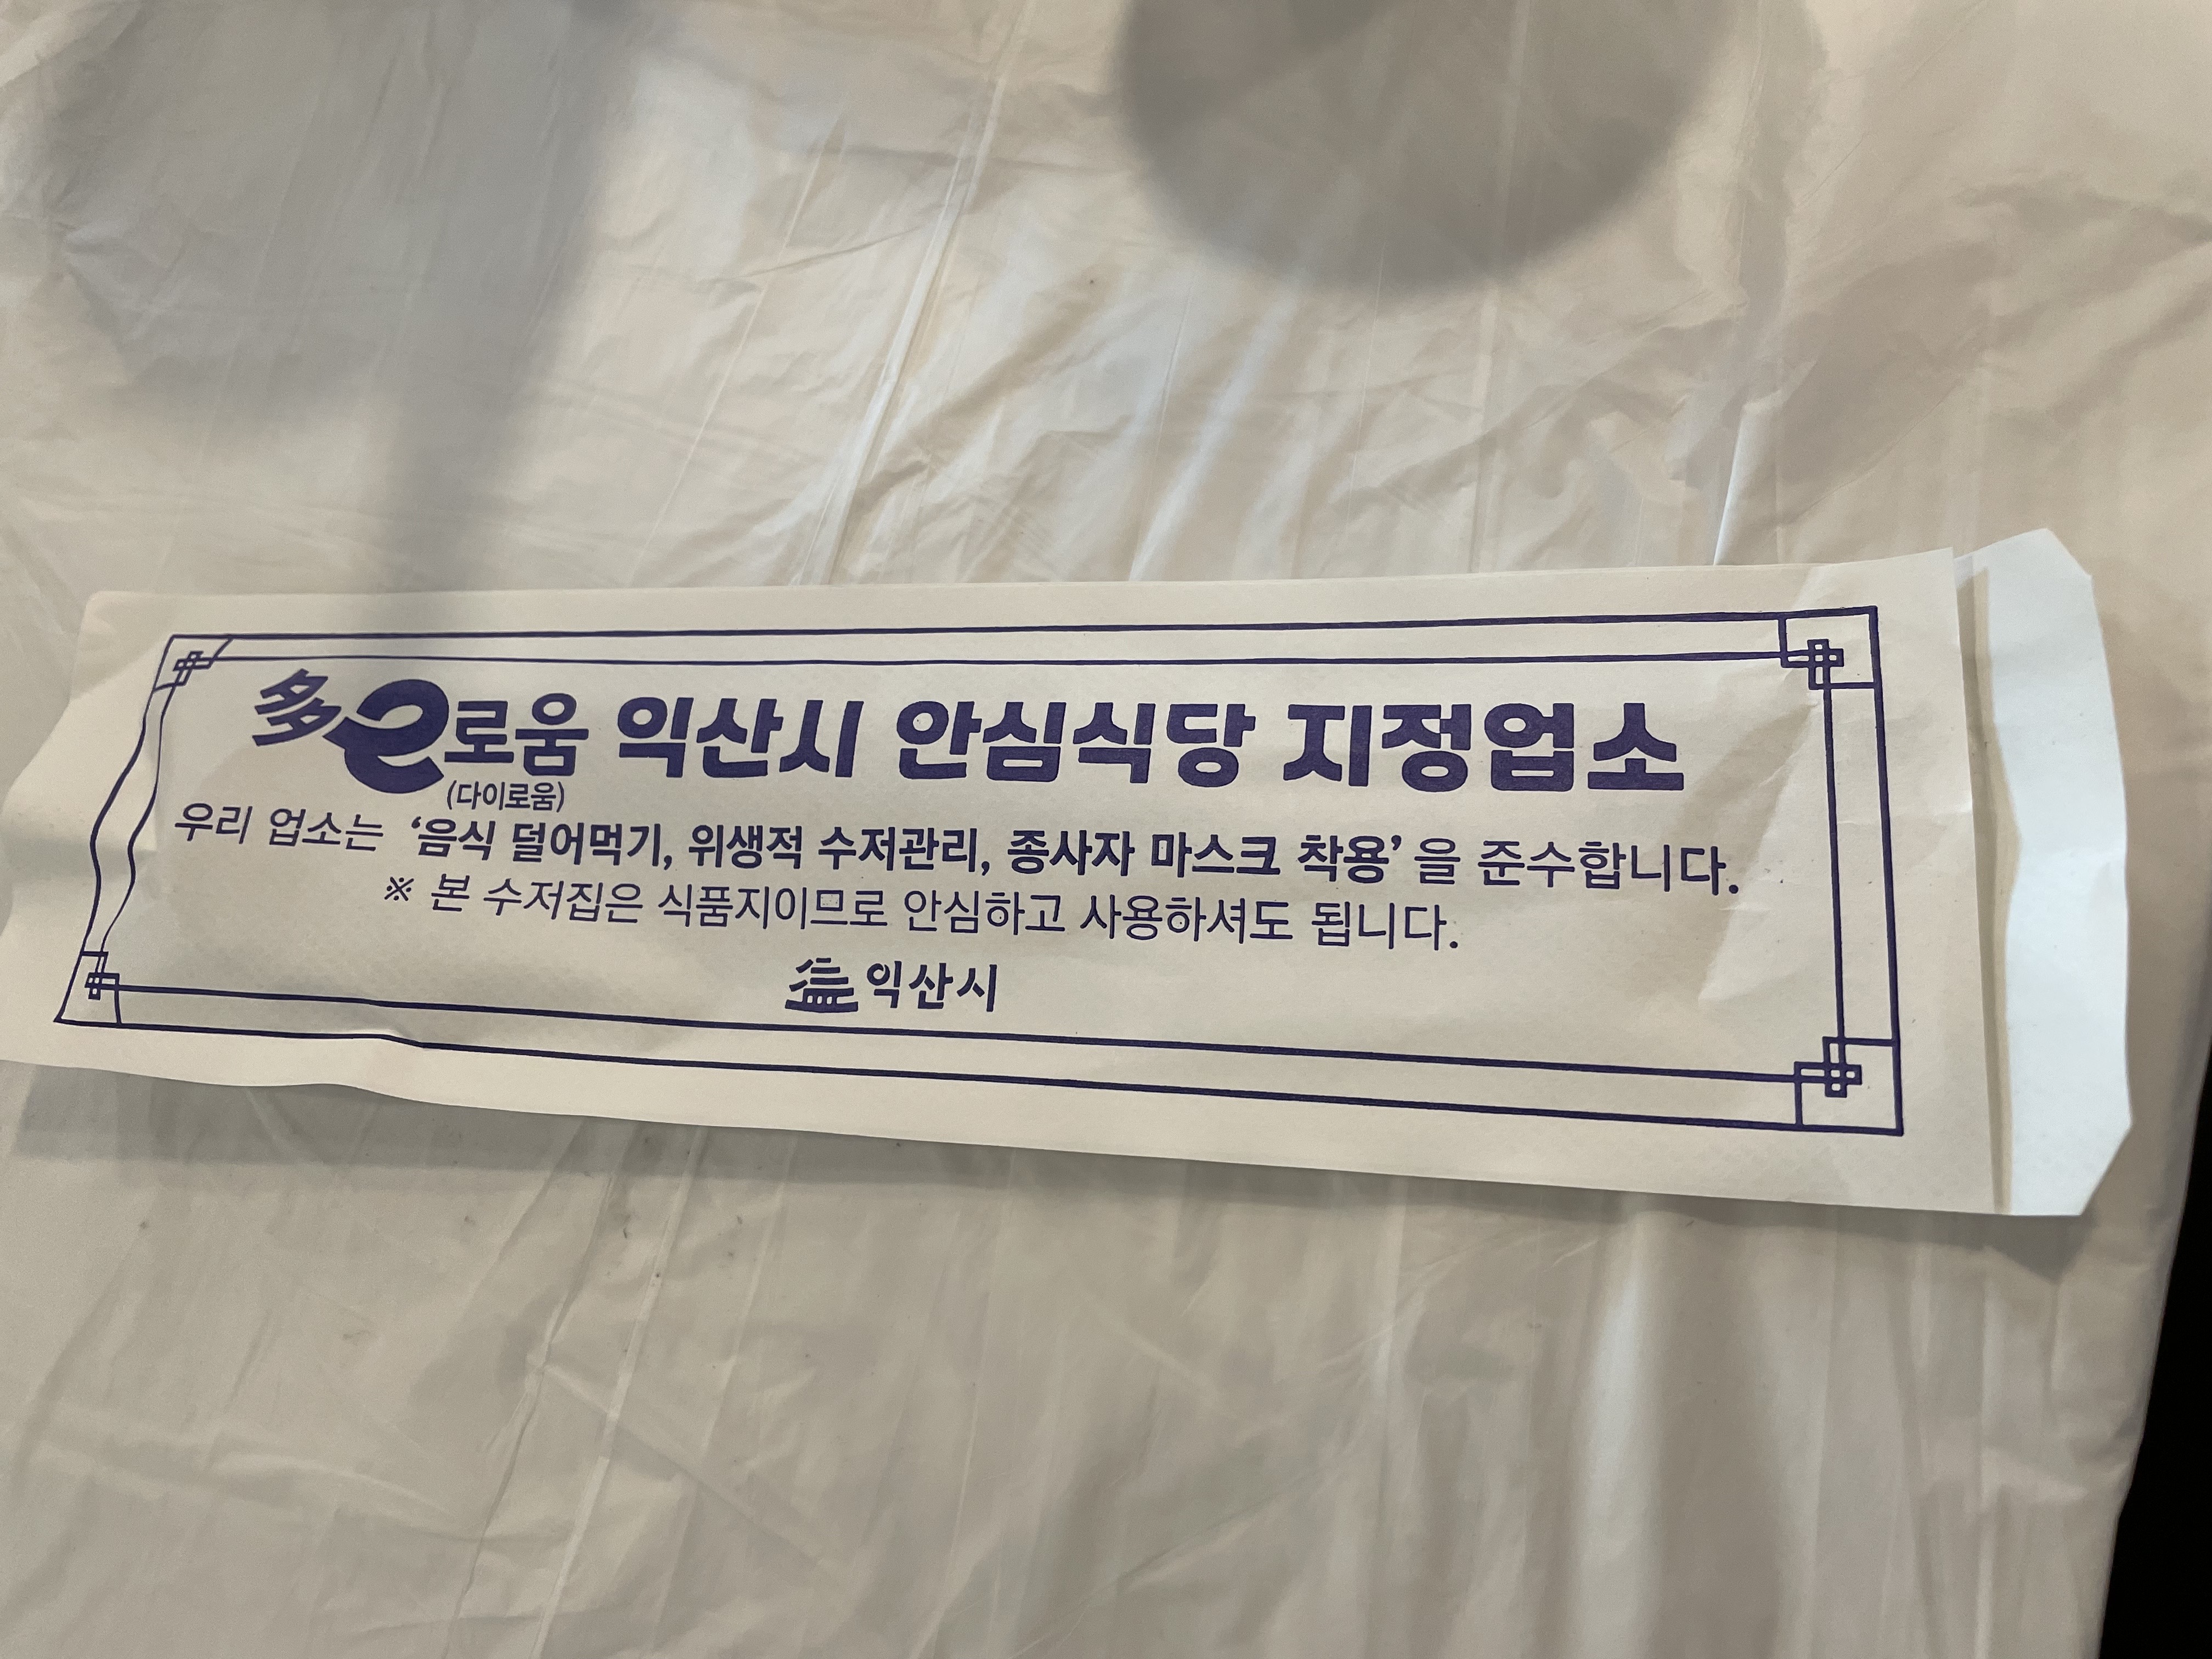 多e로움 익산시 안심식당 지정업소
(다이로움)
우리 업소는 ‘음식 덜어먹기, 위생적 수저관리, 종사자 마스크 착용’ 을 준수합니다.
※ 본 수저집은 식품지이므로 안심하고 사용하셔도 됩니다.
익산시